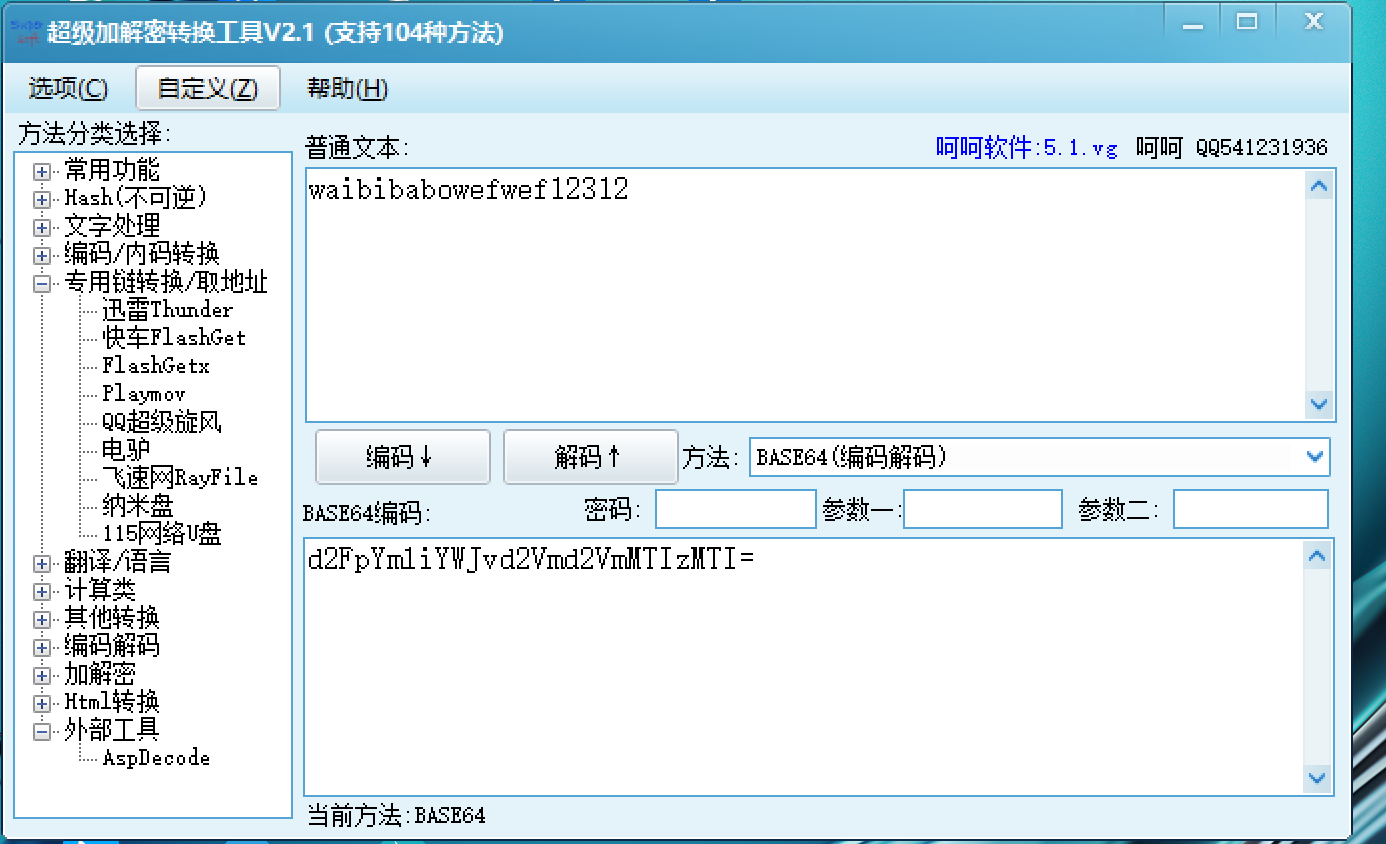 超级加解密转换工具V2.1 (支持104种方法)
选项(C) 自定义(Z) 帮助(H)
方法分类选择:
常用功能
Hash(不可逆)
文字处理
编码/内码转换
专用链转换/取地址
迅雷Thunder
快车FlashGet
FlashGetx
Playmov
QQ超级旋风
电驴
飞速网RayFile
纳米盘
115网络U盘
翻译/语言
计算类
其他转换
编码解码
加解密
Html转换
外部工具
AspDecode
普通文本: 呵呵软件:5.1.vg 呵呵 QQ541231936
waibibabowefwef12312
编码↓ 解码↑ 方法: BASE64(编码解码)
BASE64编码: 密码: 参数一: 参数二:
d2FpYmliYWJvd2Vmd2VmMTIzMTI=
当前方法:BASE64